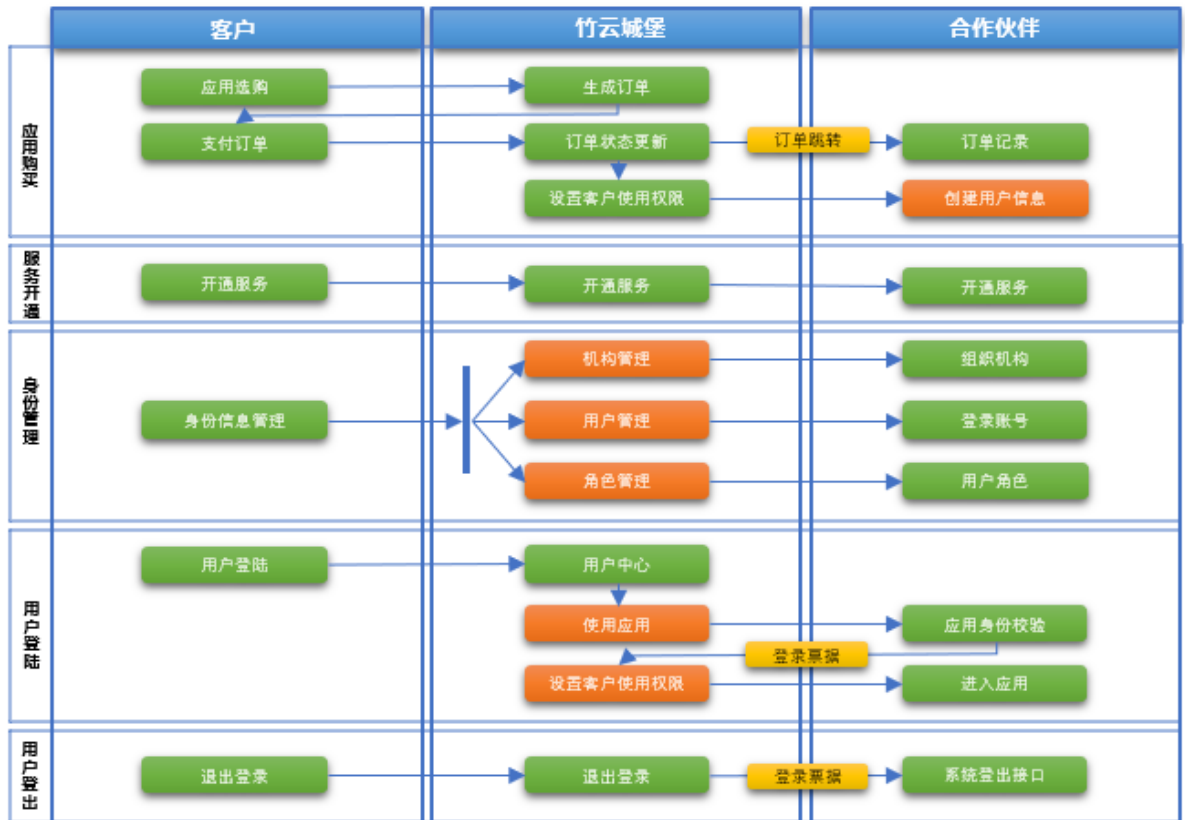 客户
竹云城堡
合作伙伴
应用购买
应用选购
生成订单
支付订单
订单状态更新
订单跳转
订单记录
设置客户使用权限
创建用户信息
服务开通
开通服务
开通服务
开通服务
身份管理
机构管理
组织机构
身份信息管理
用户管理
登录账号
角色管理
用户角色
用户登陆
用户登陆
用户中心
使用应用
应用身份校验
登录票据
设置客户使用权限
进入应用
用户登出
退出登录
退出登录
登录票据
系统登出接口